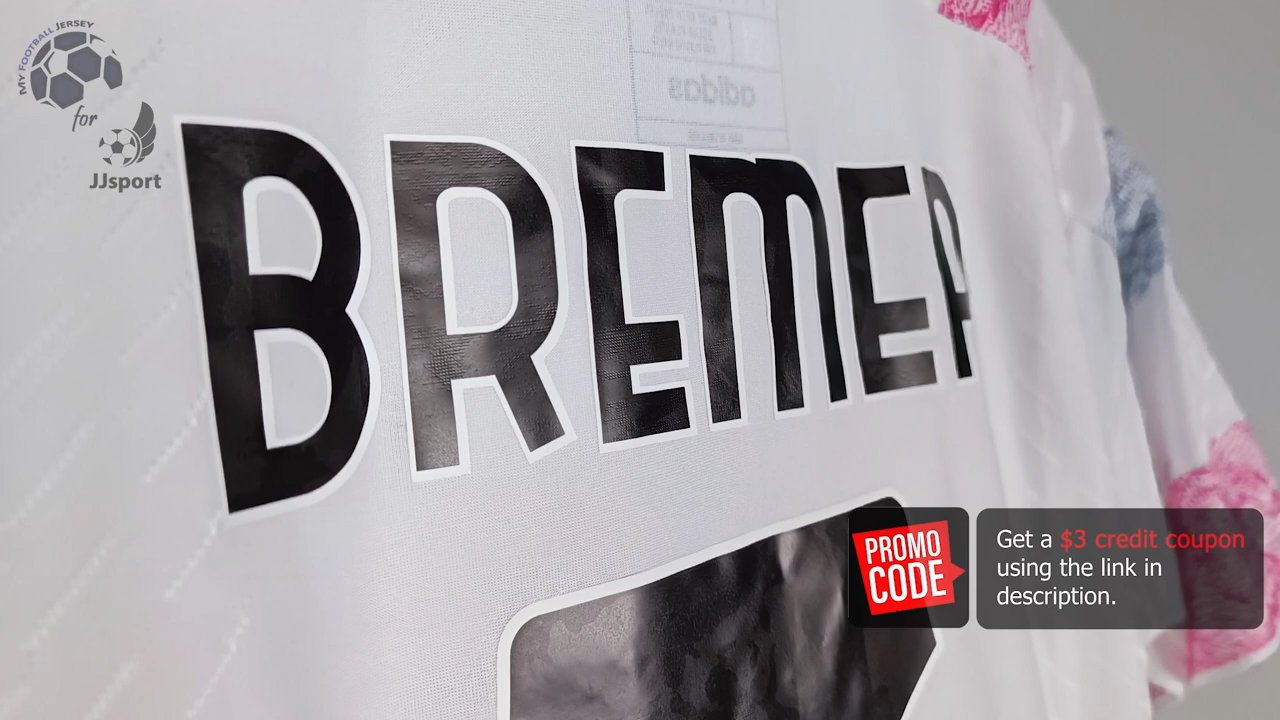 MY FOOTBALL JERSEY
for
JJsport
adidas
BREMER
PROMO
CODE
Get a $3 credit coupon
using the link in
description.